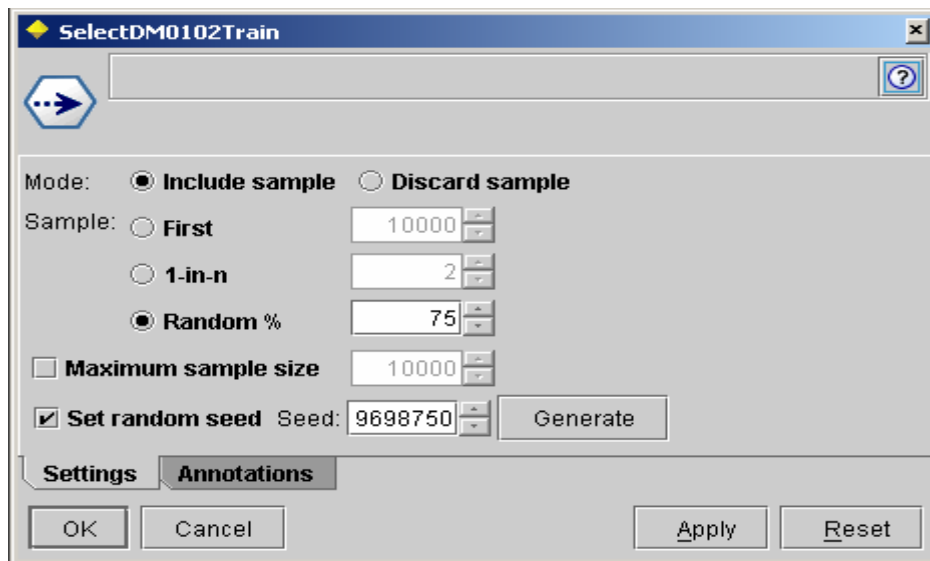 SelectDM0102Train
Mode: Include sample Discard sample
Sample: First 10000
1-in-n 2
Random % 75
Maximum sample size 10000
Set random seed Seed: 9698750 Generate
Settings Annotations
OK Cancel Apply Reset